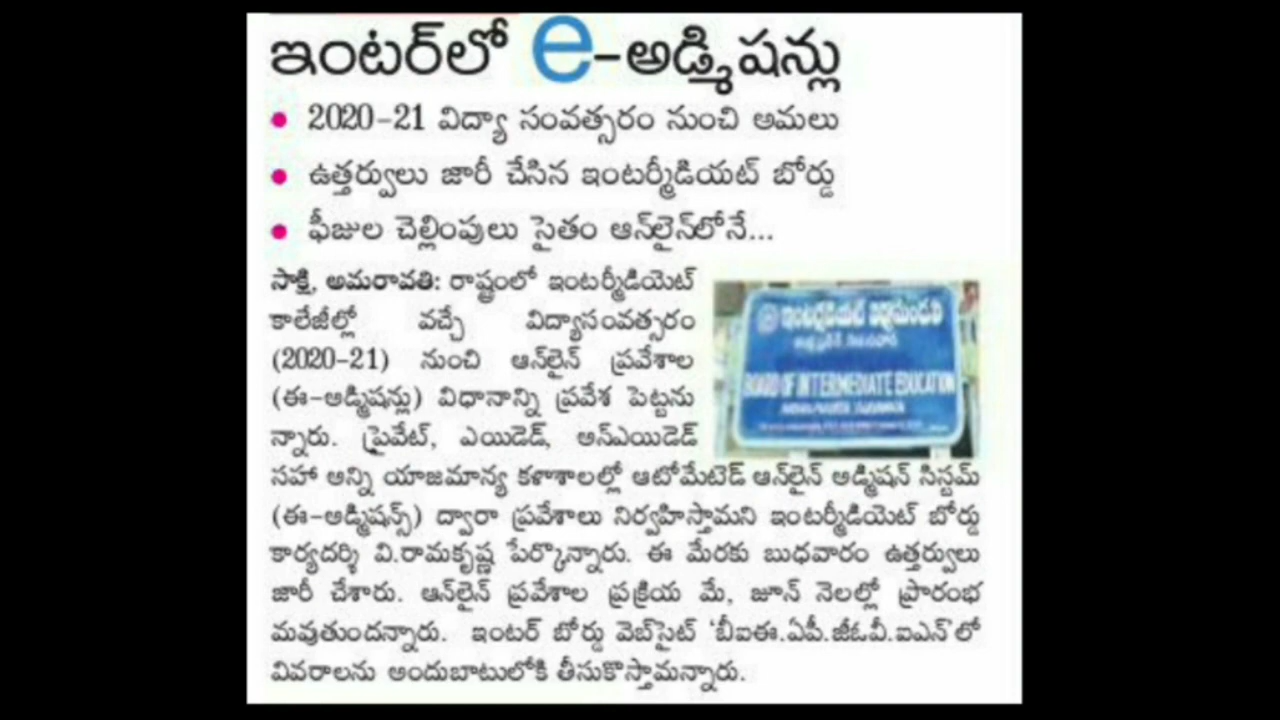 ఇంటర్‌లో e-అడ్మిషన్లు
● 2020-21 విద్యా సంవత్సరం నుంచి అమలు
● ఉత్తర్వులు జారీ చేసిన ఇంటర్మీడియట్ బోర్డు
● ఫీజుల చెల్లింపులు సైతం ఆన్‌లైన్‌లోనే...
సాక్షి, అమరావతి: రాష్ట్రంలో ఇంటర్మీడియెట్
కాలేజీల్లో వచ్చే విద్యాసంవత్సరం
(2020-21) నుంచి ఆన్‌లైన్ ప్రవేశాల
(ఈ-అడ్మిషన్లు) విధానాన్ని ప్రవేశ పెట్టను
న్నారు. ప్రైవేట్, ఎయిడెడ్, అన్ఎయిడెడ్
సహా అన్ని యాజమాన్య కళాశాలల్లో ఆటోమేటెడ్ ఆన్‌లైన్ అడ్మిషన్ సిస్టమ్
(ఈ-అడ్మిషన్స్) ద్వారా ప్రవేశాలు నిర్వహిస్తామని ఇంటర్మీడియెట్ బోర్డు
కార్యదర్శి వి.రామకృష్ణ పేర్కొన్నారు. ఈ మేరకు బుధవారం ఉత్తర్వులు
జారీ చేశారు. ఆన్‌లైన్ ప్రవేశాల ప్రక్రియ మే, జూన్ నెలల్లో ప్రారంభ
మవుతుందన్నారు. ఇంటర్ బోర్డు వెబ్‌సైట్ ‘బీఐఈ.ఏపీ.జీఓవీ.ఐఎన్’లో
వివరాలను అందుబాటులోకి తీసుకొస్తామన్నారు.
ఇంటర్మీడియెట్ విద్యామండలి
BOARD OF INTERMEDIATE EDUCATION